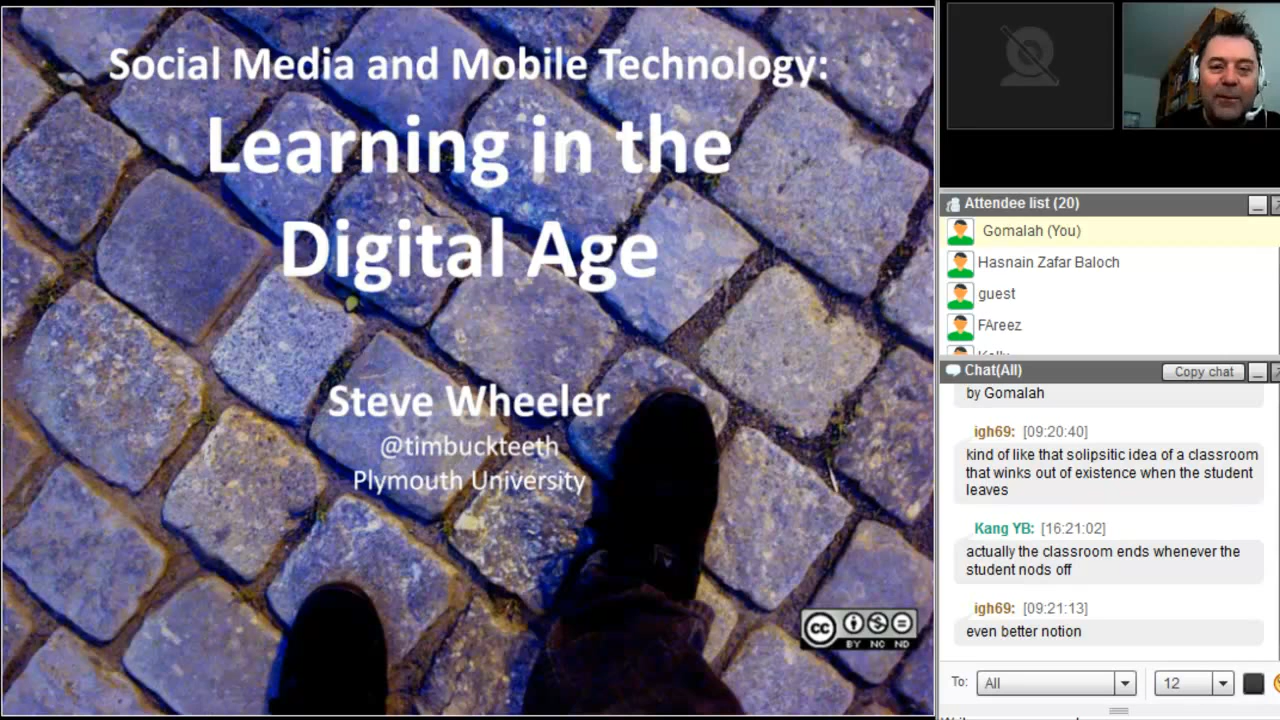 Social Media and Mobile Technology:
Learning in the
Digital Age
Steve Wheeler
@timbuckteeth
Plymouth University
cc
BY NC ND
Attendee list (20)
Gomalah (You)
Hasnain Zafar Baloch
guest
FAreez
Chat(All)
Copy chat
by Gomalah
igh69: [09:20:40]
kind of like that solipsitic idea of a classroom
that winks out of existence when the student
leaves
Kang YB: [16:21:02]
actually the classroom ends whenever the
student nods off
igh69: [09:21:13]
even better notion
To: All 12